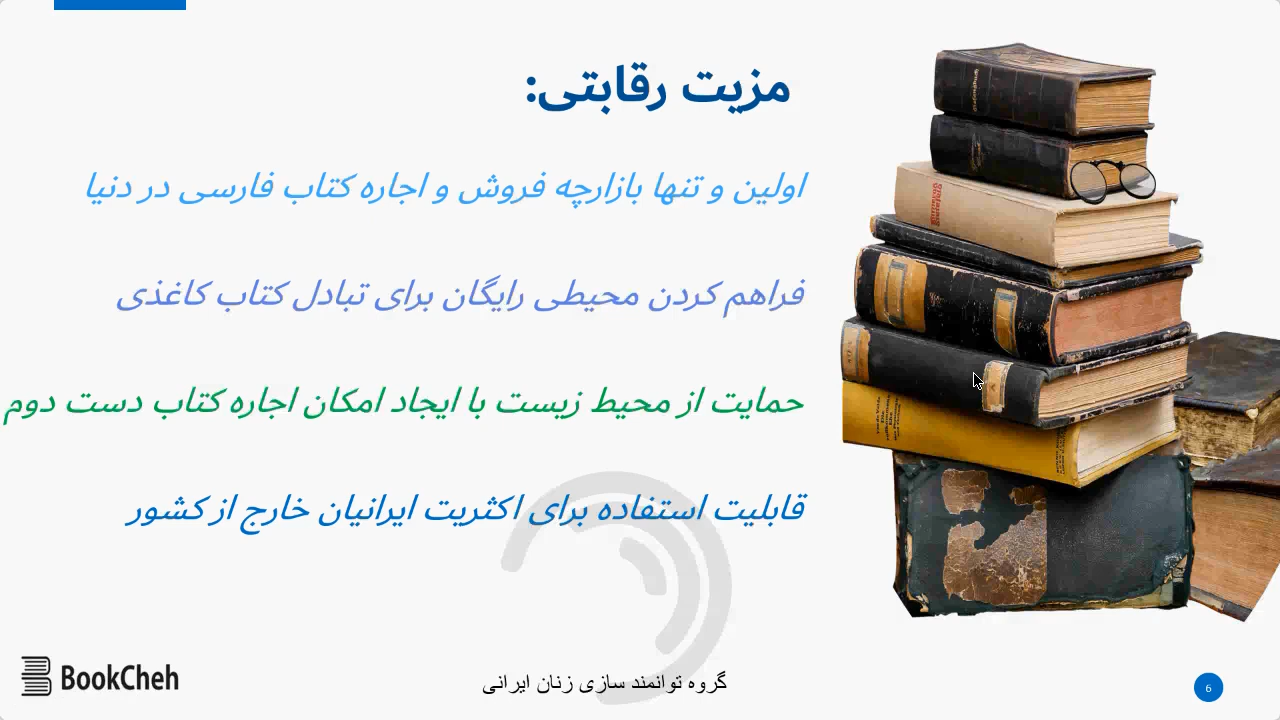 مزیت رقابتی:
اولین و تنها بازارچه فروش و اجاره کتاب فارسی در دنیا
فراهم کردن محیطی رایگان برای تبادل کتاب کاغذی
حمایت از محیط زیست با ایجاد امکان اجاره کتاب دست دوم
قابلیت استفاده برای اکثریت ایرانیان خارج از کشور
BookCheh
گروه توانمند سازی زنان ایرانی
6